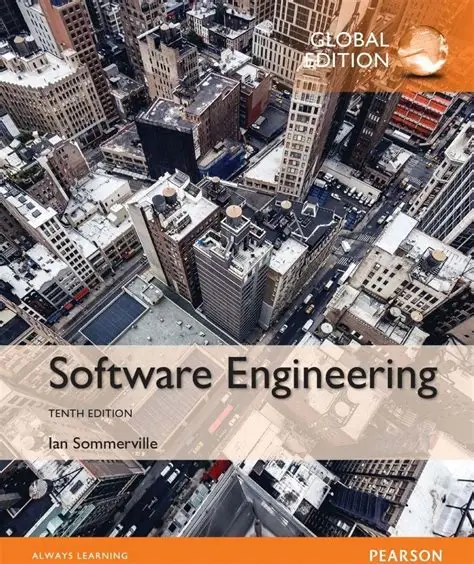 GLOBAL
EDITION
Software Engineering
TENTH EDITION
Ian Sommerville
ALWAYS LEARNING
PEARSON